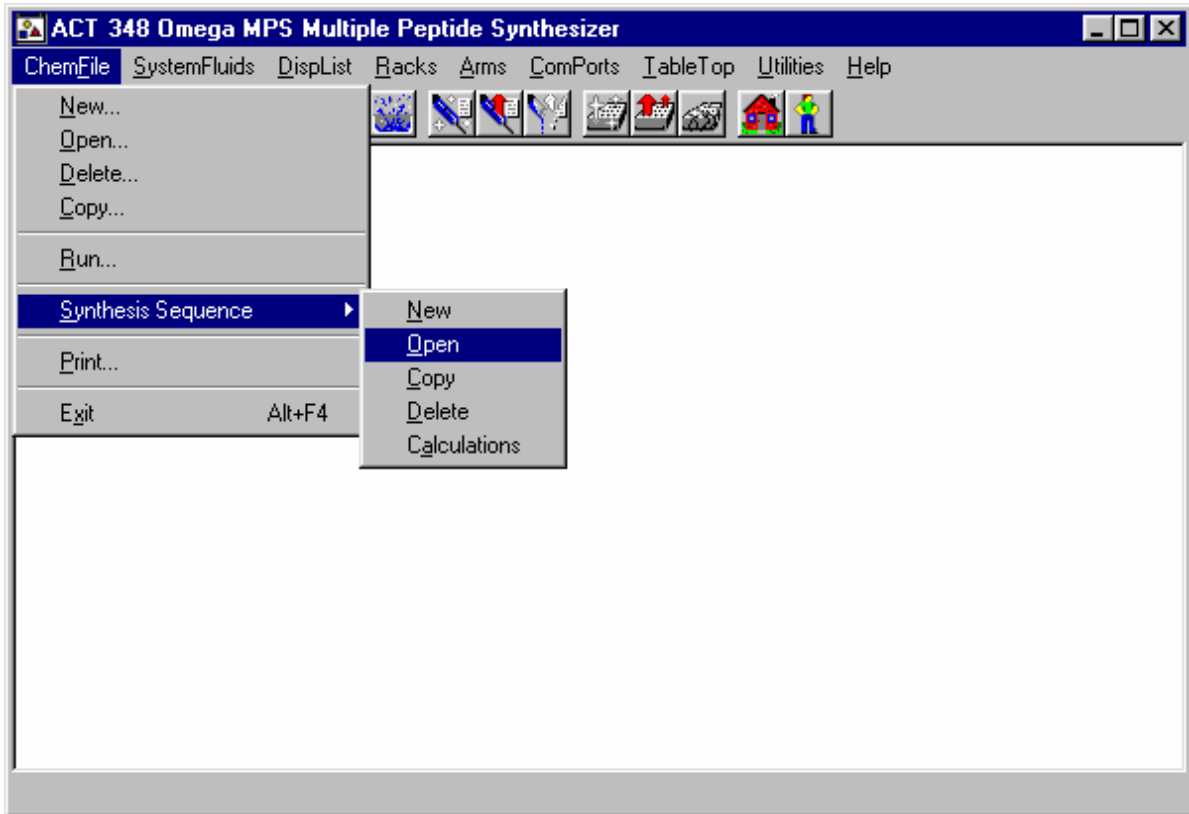 ACT 348 Omega MPS Multiple Peptide Synthesizer
ChemFile SystemFluids DispList Racks Arms ComPorts TableTop Utilities Help
New...
Open...
Delete...
Copy...
Run...
Synthesis Sequence
Print...
Exit Alt+F4
New
Open
Copy
Delete
Calculations